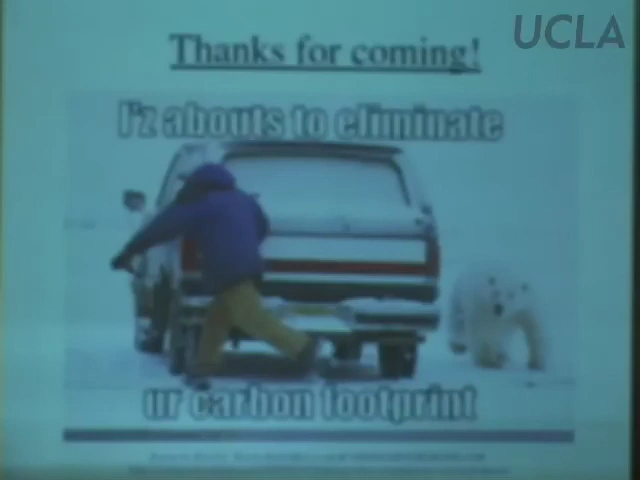 UCLA
Thanks for coming!
I'z abouts to eliminate
ur carbon footprint